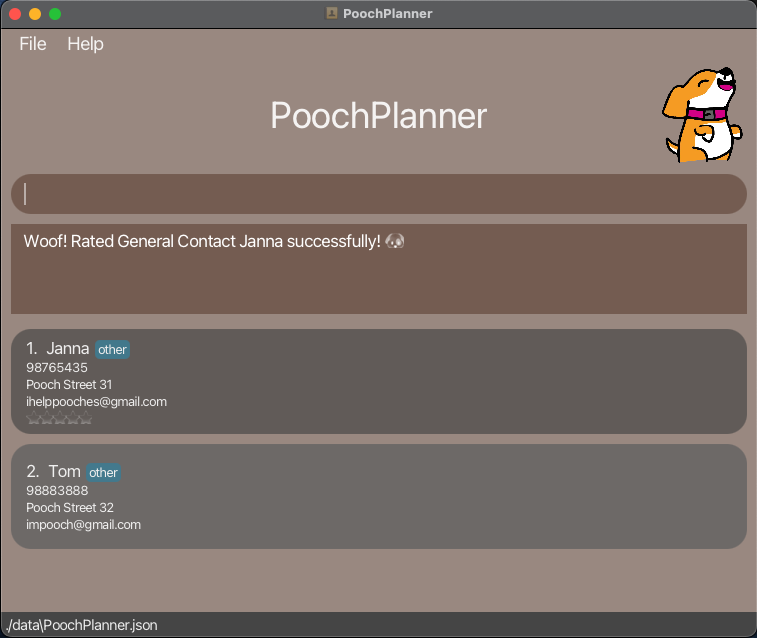 PoochPlanner
File Help
PoochPlanner
Woof! Rated General Contact Janna successfully! 🐶
1. Janna other
98765435
Pooch Street 31
ihelppooches@gmail.com
☆☆☆☆☆
2. Tom other
98883888
Pooch Street 32
impooch@gmail.com
./data\PoochPlanner.json